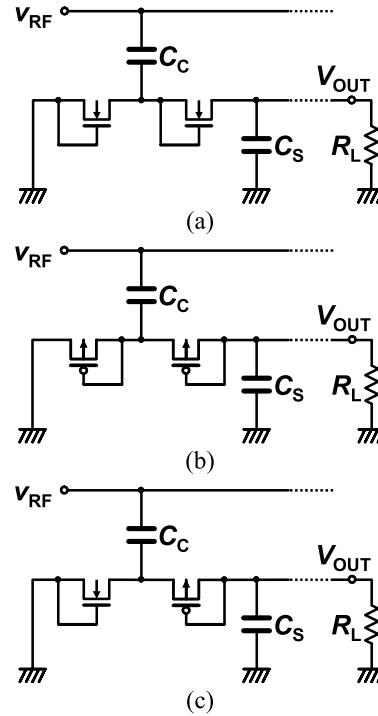 vRF
CC
VOUT
CS
RL
(a)
vRF
CC
VOUT
CS
RL
(b)
vRF
CC
VOUT
CS
RL
(c)